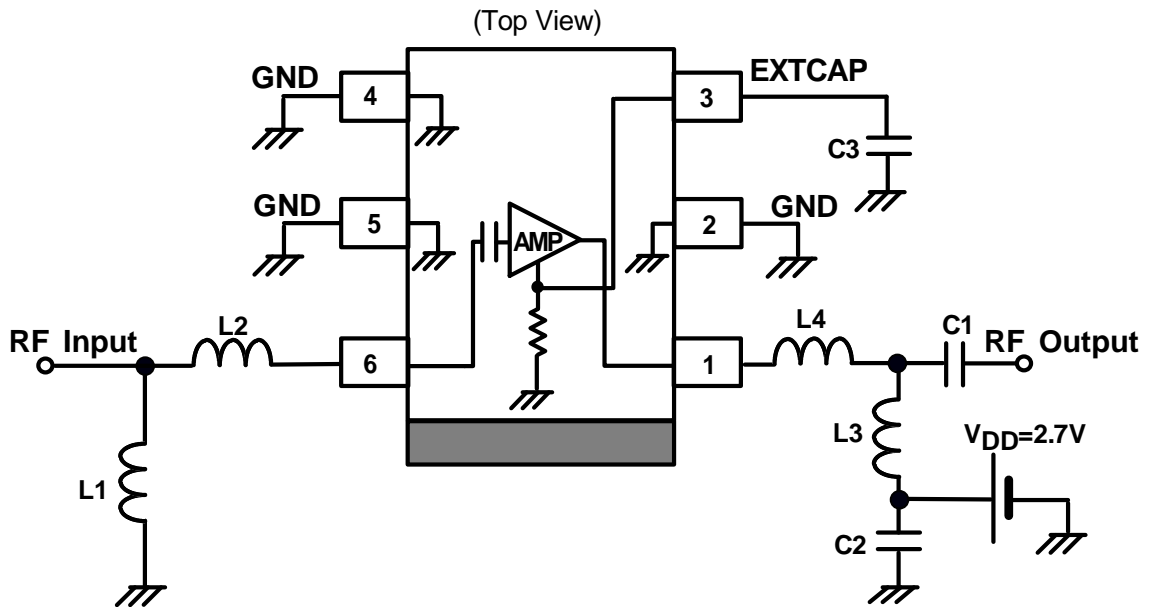 (Top View)
GND
4
3
EXTCAP
C3
GND
5
2
GND
AMP
RF Input
L2
6
1
L4
C1
RF Output
L1
L3
VDD=2.7V
C2